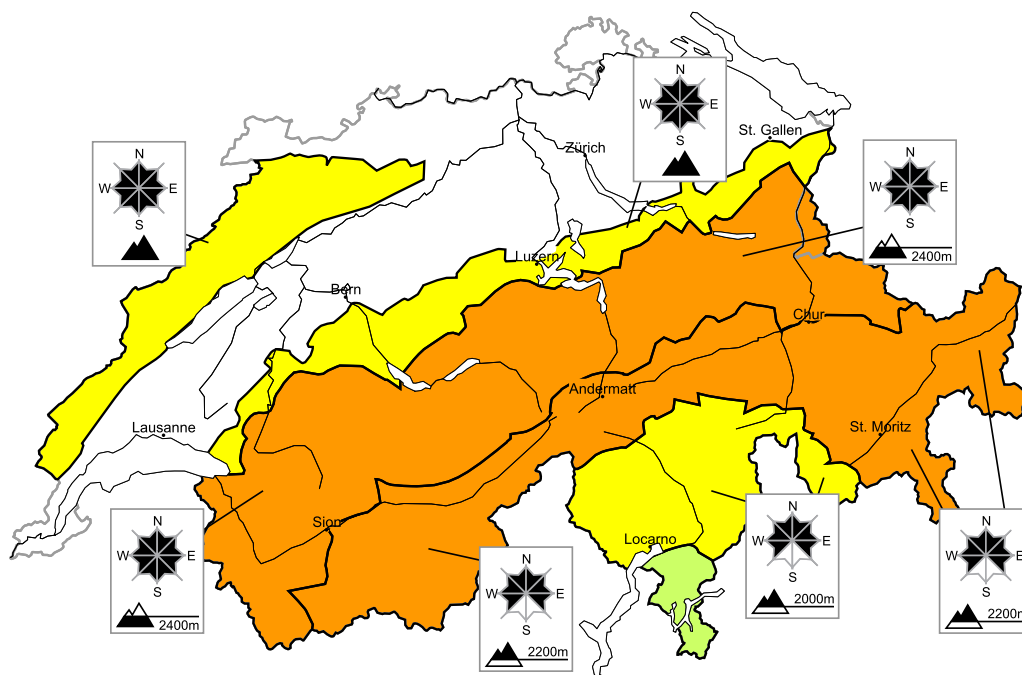 N
W E
S
N
W E
S
St. Gallen
Zürich
N
W E
S
2400m
Luzern
Bern
Chur
Andermatt
Lausanne
St. Moritz
N
W E
S
2400m
Sion
Locarno
N
W E
S
2200m
N
W E
S
2000m
N
W E
S
2200m